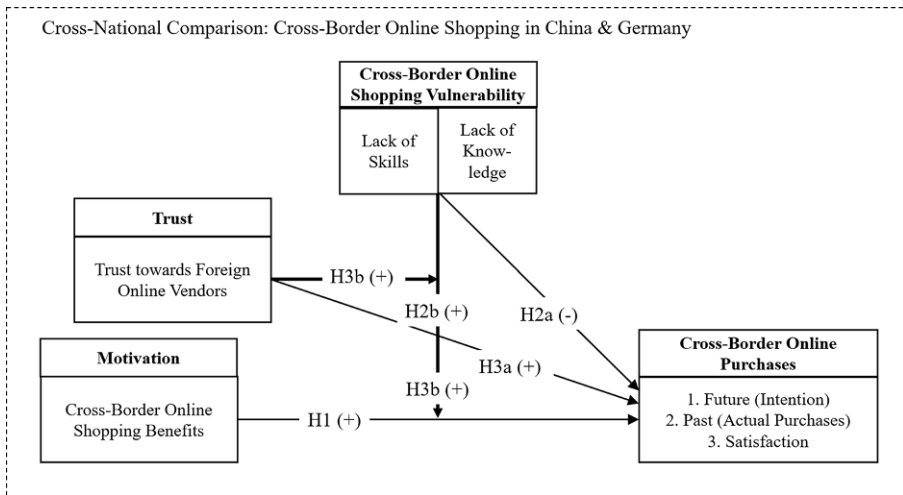 Cross-National Comparison: Cross-Border Online Shopping in China & Germany
Cross-Border Online
Shopping Vulnerability
Lack of
Skills
Lack of
Know-
ledge
Trust
Trust towards Foreign
Online Vendors
H3b (+)
H2b (+)
H2a (-)
H3a (+)
H3b (+)
Motivation
Cross-Border Online
Shopping Benefits
H1 (+)
Cross-Border Online
Purchases
1. Future (Intention)
2. Past (Actual Purchases)
3. Satisfaction